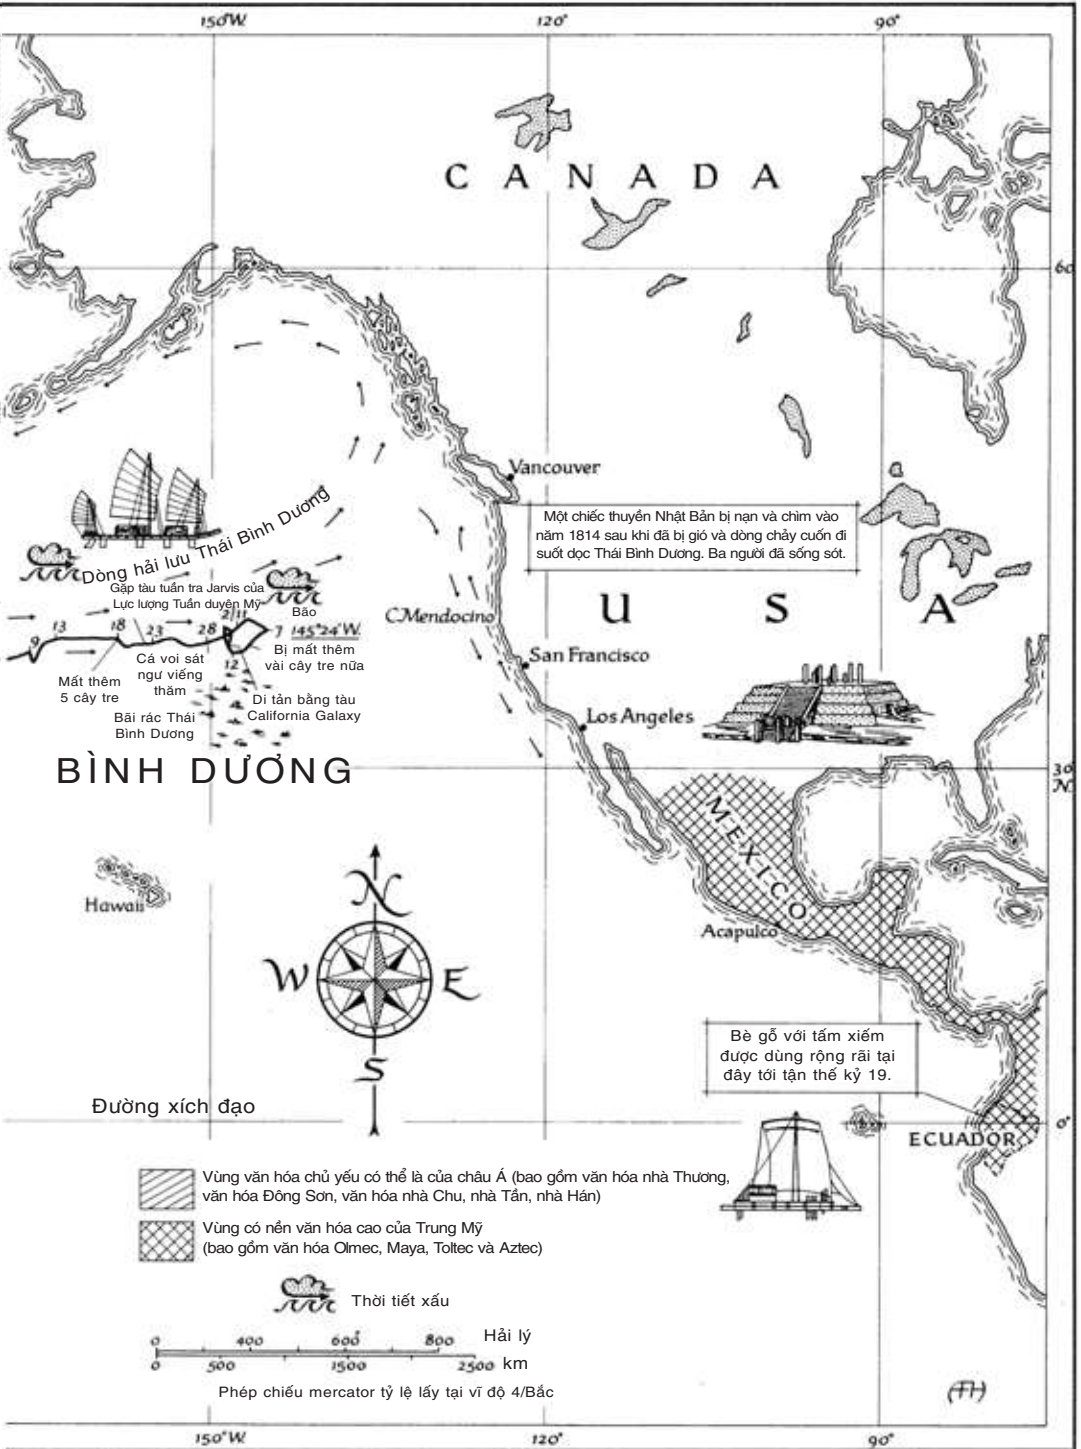 150°W.
120°
90°
CANADA
60
Vancouver
Một chiếc thuyền Nhật Bản bị nạn và chìm vào
năm 1814 sau khi đã bị gió và dòng chảy cuốn đi
suốt dọc Thái Bình Dương. Ba người đã sống sót.
Dòng hải lưu Thái Bình Dương
Gặp tàu tuần tra Jarvis của
Lực lượng Tuần duyên Mỹ
2/11
Bão
9
13
18
23
28
7
145°24'W.
12
Mất thêm
5 cây tre
Cá voi sát
ngư viếng
thăm
Bị mất thêm
vài cây tre nữa
Di tản bằng tàu
California Galaxy
Bãi rác Thái
Bình Dương
BÌNH DƯƠNG
C.Mendocino
USA
San Francisco
Los Angeles
30
N.
MEXICO
Hawaii
Acapulco
N
W
E
S
Bè gỗ với tấm xiếm
được dùng rộng rãi tại
đây tới tận thế kỷ 19.
Đường xích đạo
0°
ECUADOR
Vùng văn hóa chủ yếu có thể là của châu Á (bao gồm văn hóa nhà Thương,
văn hóa Đông Sơn, văn hóa nhà Chu, nhà Tần, nhà Hán)
Vùng có nền văn hóa cao của Trung Mỹ
(bao gồm văn hóa Olmec, Maya, Toltec và Aztec)
Thời tiết xấu
0 400 600 800 Hải lý
0 500 1500 2500 km
Phép chiếu mercator tỷ lệ lấy tại vĩ độ 4/Bắc
150°W.
120°
90°